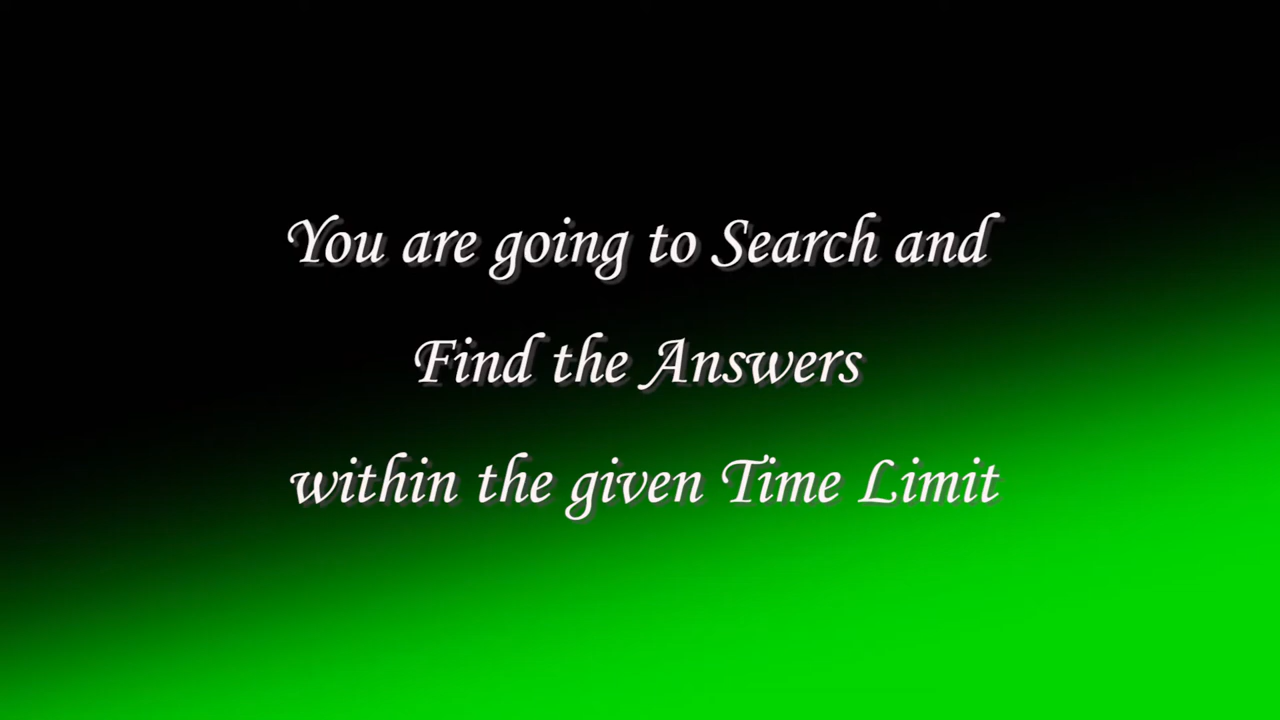 You are going to Search and
Find the Answers
within the given Time Limit